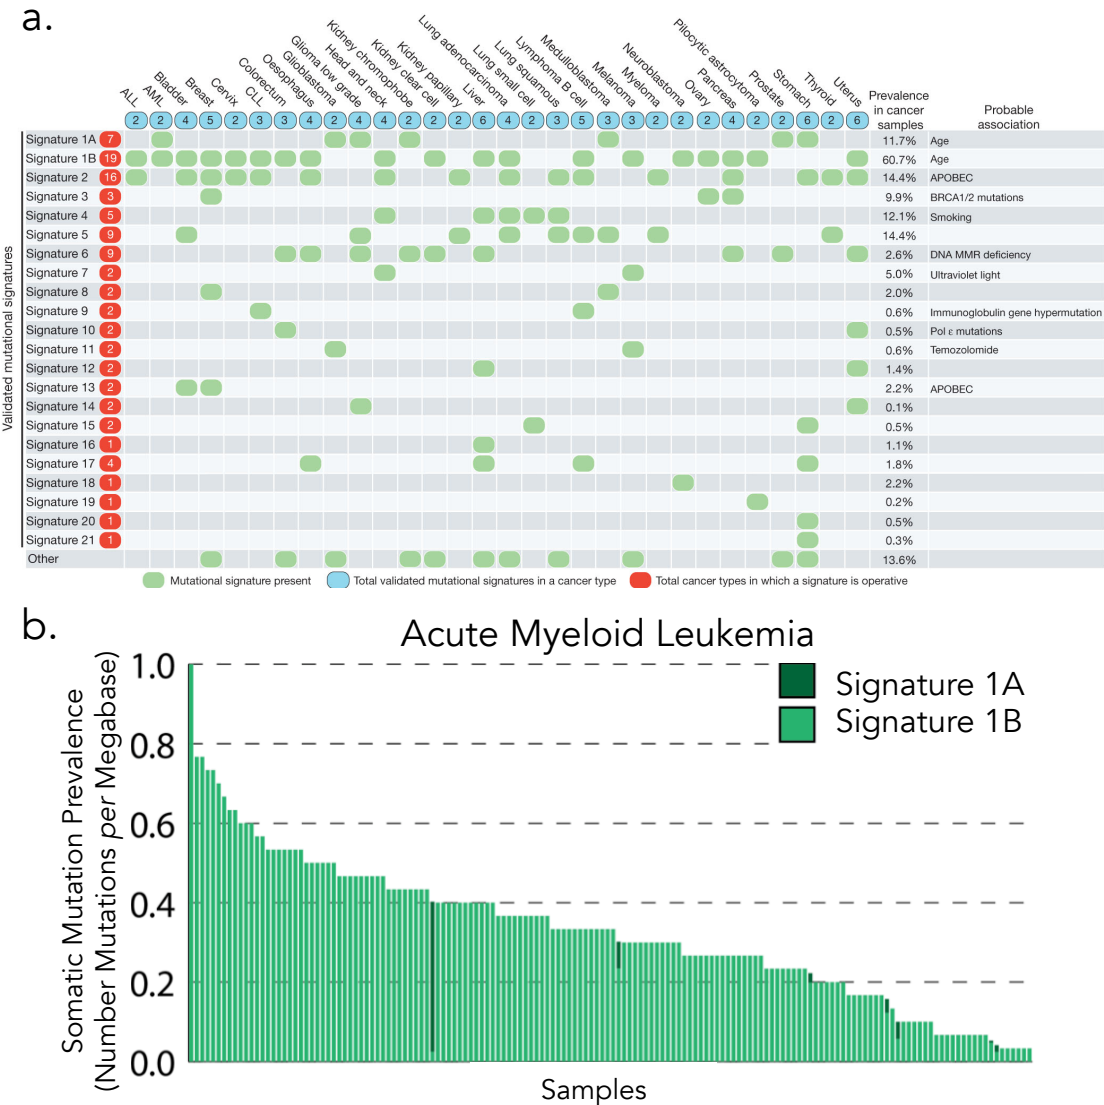 a.
ALL
AML
Bladder
Breast
Cervix
CLL
Colorectum
Oesophagus
Glioblastoma
Glioma low grade
Head and neck
Kidney chromophobe
Kidney clear cell
Kidney papillary
Liver
Lung adenocarcinoma
Lung small cell
Lung squamous
Lymphoma B cell
Medulloblastoma
Melanoma
Myeloma
Neuroblastoma
Ovary
Pancreas
Pilocytic astrocytoma
Prostate
Stomach
Thyroid
Uterus
Prevalence
in cancer
samples
Probable
association
2 2 4 5 2 3 3 4 2 4 4 2 2 2 6 4 2 3 5 3 3 2 2 2 4 2 2 6 2 6
Validated mutational signatures
Signature 1A 7 11.7% Age
Signature 1B 19 60.7% Age
Signature 2 16 14.4% APOBEC
Signature 3 3 9.9% BRCA1/2 mutations
Signature 4 5 12.1% Smoking
Signature 5 9 14.4%
Signature 6 9 2.6% DNA MMR deficiency
Signature 7 2 5.0% Ultraviolet light
Signature 8 2 2.0%
Signature 9 2 0.6% Immunoglobulin gene hypermutation
Signature 10 2 0.5% Pol ε mutations
Signature 11 2 0.6% Temozolomide
Signature 12 2 1.4%
Signature 13 2 2.2% APOBEC
Signature 14 2 0.1%
Signature 15 2 0.5%
Signature 16 1 1.1%
Signature 17 4 1.8%
Signature 18 1 2.2%
Signature 19 1 0.2%
Signature 20 1 0.5%
Signature 21 1 0.3%
Other 13.6%
Mutational signature present
Total validated mutational signatures in a cancer type
Total cancer types in which a signature is operative
b.
Acute Myeloid Leukemia
Somatic Mutation Prevalence
(Number Mutations per Megabase)
1.0
0.8
0.6
0.4
0.2
0.0
Signature 1A
Signature 1B
Samples